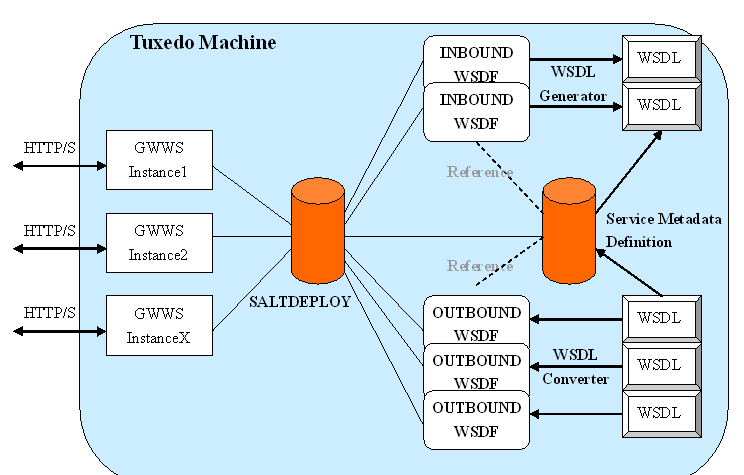 Tuxedo Machine
INBOUND
WSDF
INBOUND
WSDF
WSDL
Generator
WSDL
WSDL
HTTP/S
GWWS
Instance1
HTTP/S
GWWS
Instance2
HTTP/S
GWWS
InstanceX
SALTDEPLOY
Reference
Reference
Service Metadata
Definition
OUTBOUND
WSDF
OUTBOUND
WSDF
OUTBOUND
WSDF
WSDL
Converter
WSDL
WSDL
WSDL